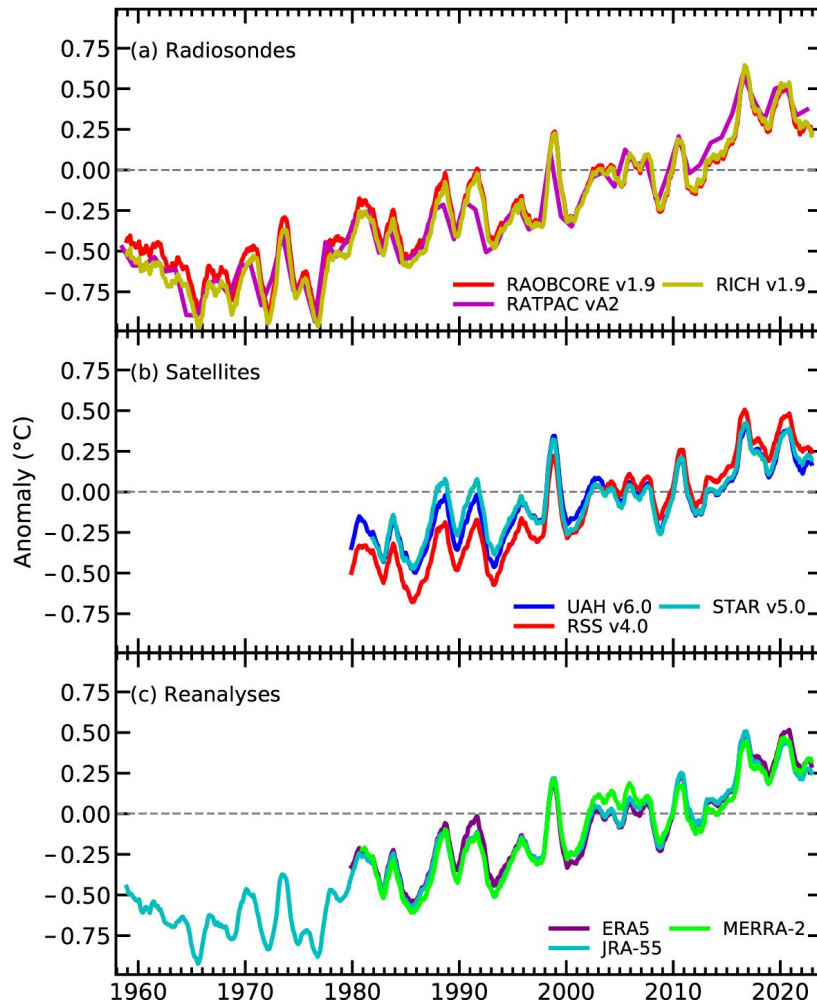 0.75
(a) Radiosondes
0.50
0.25
0.00
−0.25
−0.50
−0.75
RAOBCORE v1.9
RICH v1.9
RATPAC vA2
0.75
(b) Satellites
0.50
0.25
0.00
−0.25
−0.50
−0.75
UAH v6.0
STAR v5.0
RSS v4.0
Anomaly (°C)
0.75
(c) Reanalyses
0.50
0.25
0.00
−0.25
−0.50
−0.75
ERA5
MERRA-2
JRA-55
1960 1970 1980 1990 2000 2010 2020